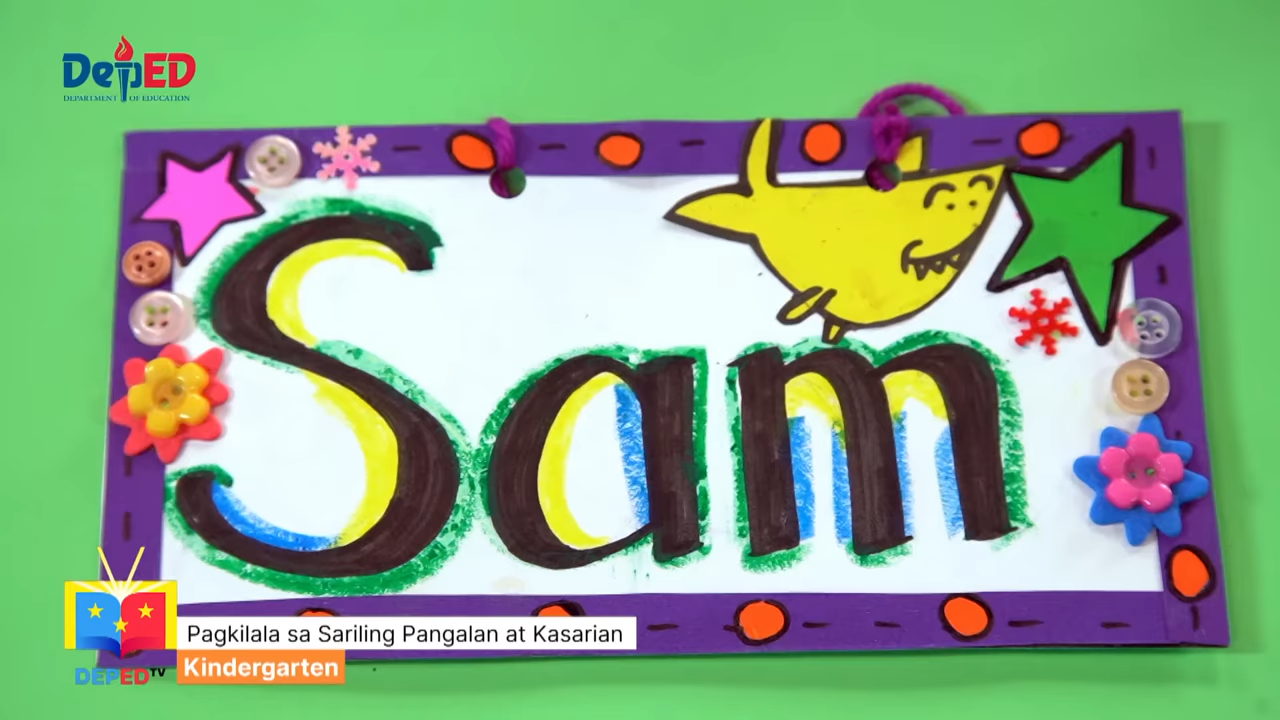 DepED
DEPARTMENT OF EDUCATION
Sam
Pagkilala sa Sariling Pangalan at Kasarian
Kindergarten
DEPED TV